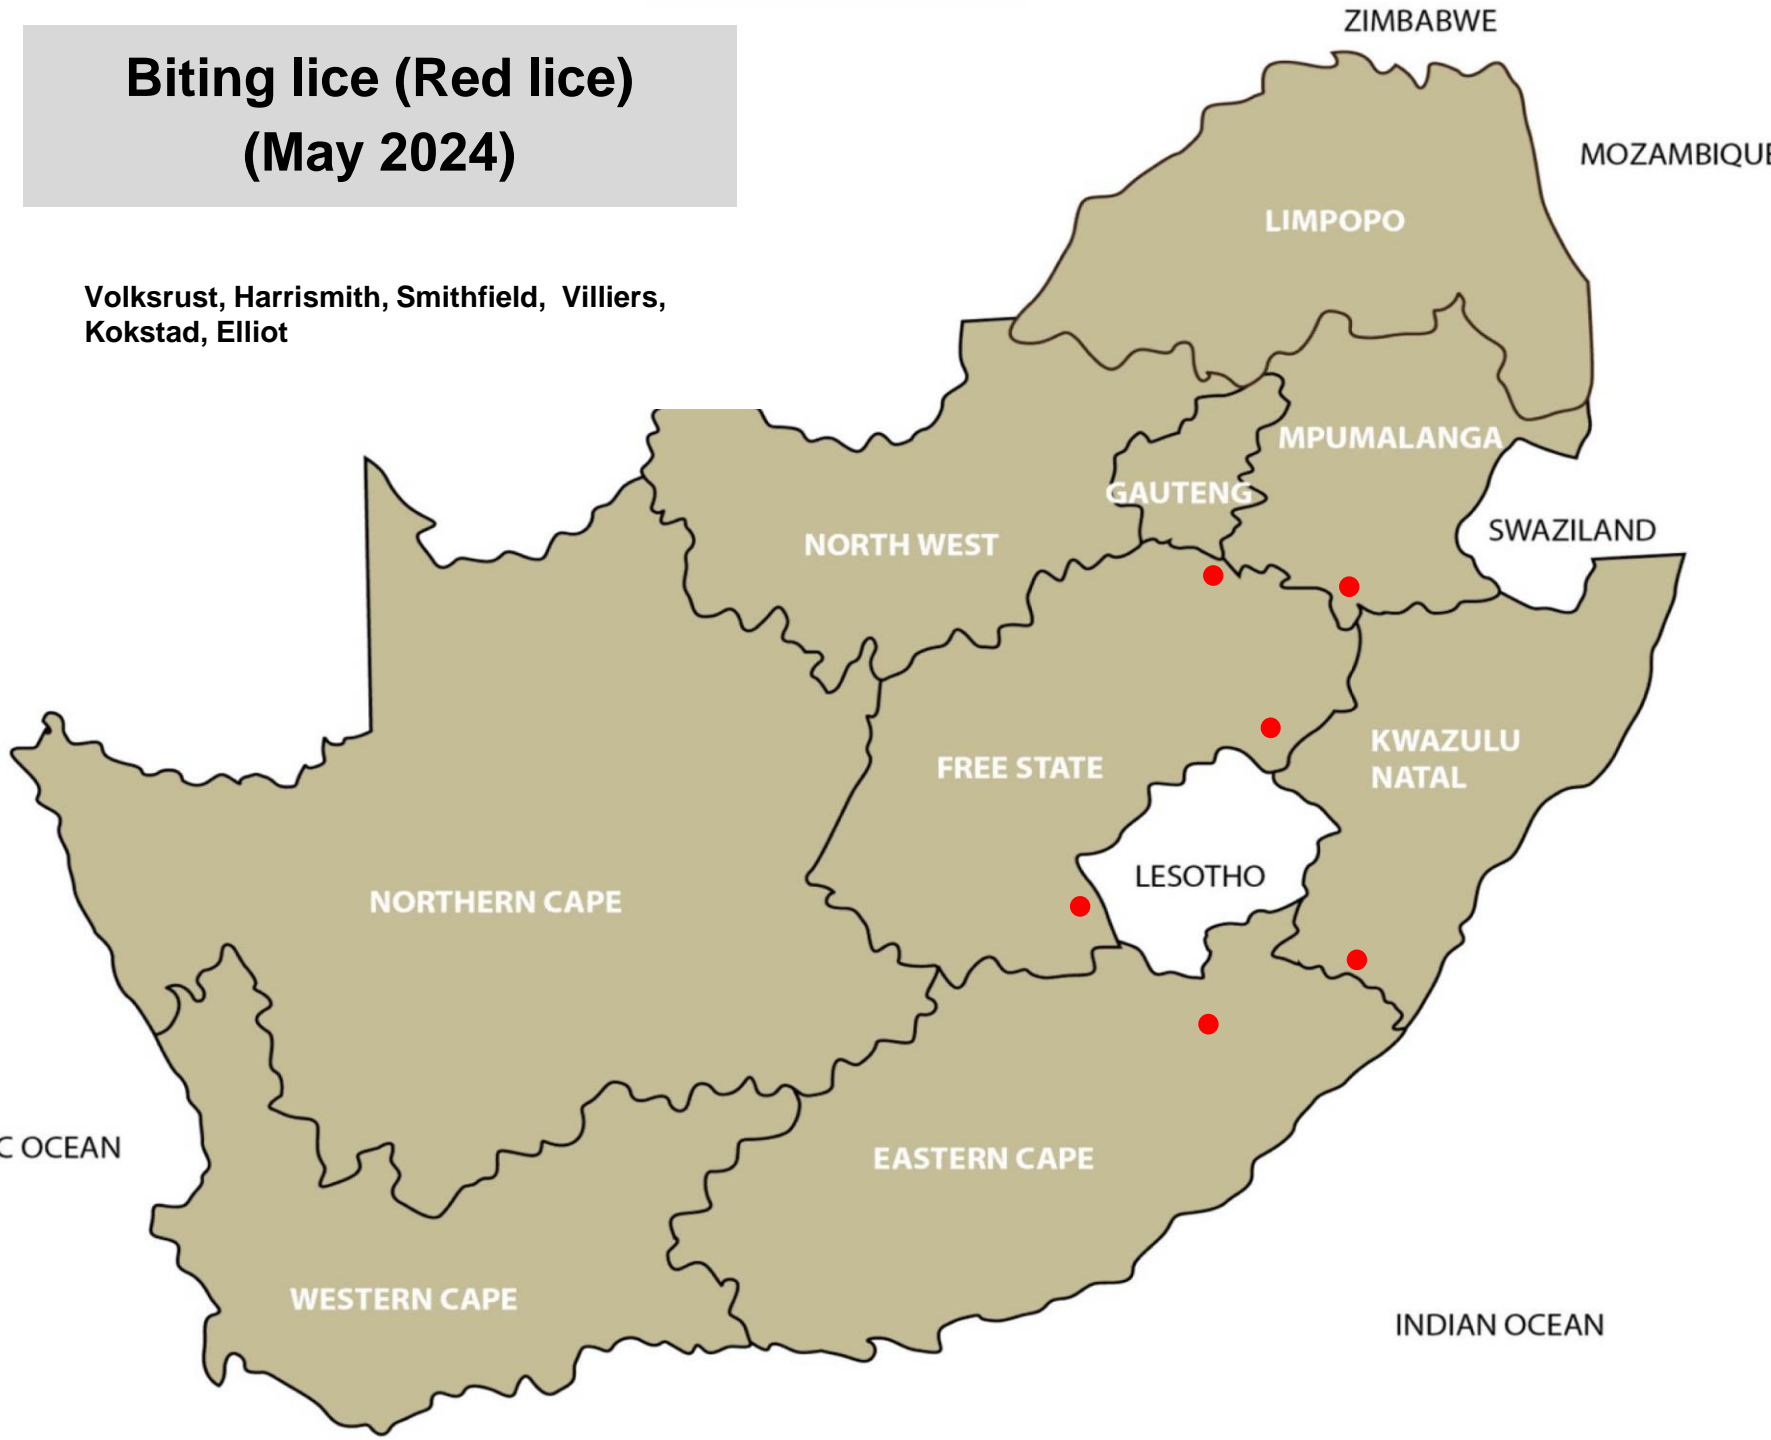 Biting lice (Red lice)
(May 2024)
Volksrust, Harrismith, Smithfield, Villiers,
Kokstad, Elliot
ZIMBABWE
MOZAMBIQUE
LIMPOPO
MPUMALANGA
GAUTENG
NORTH WEST
SWAZILAND
KWAZULU
NATAL
FREE STATE
LESOTHO
NORTHERN CAPE
C OCEAN
EASTERN CAPE
WESTERN CAPE
INDIAN OCEAN